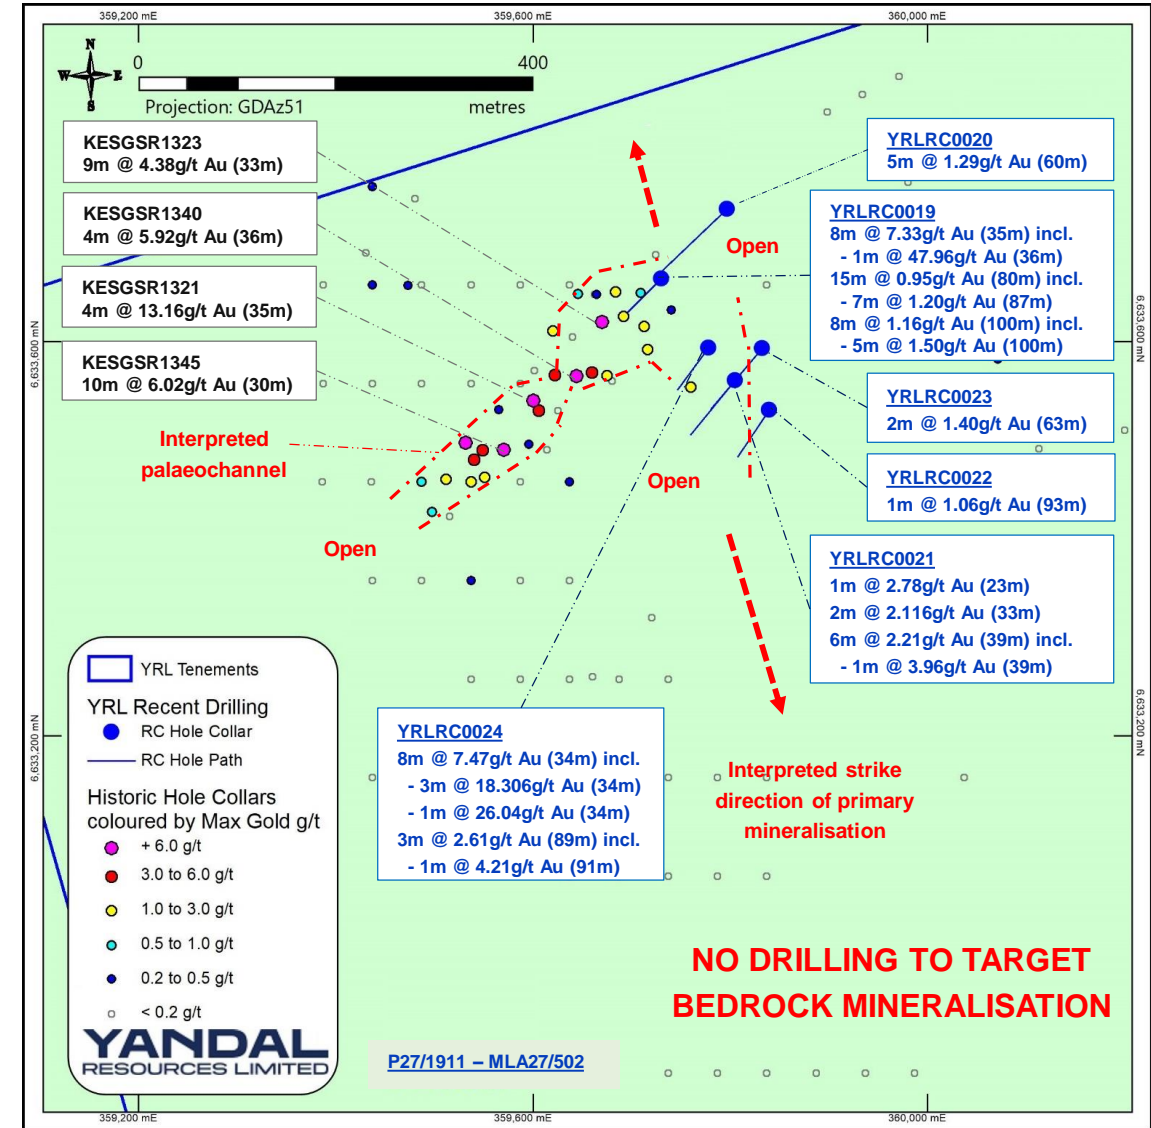 359,200 mE
359,600 mE
360,000 mE
N
W
E
S
0
400
Projection: GDAz51
metres
KESGSR1323
9m @ 4.38g/t Au (33m)
KESGSR1340
4m @ 5.92g/t Au (36m)
KESGSR1321
4m @ 13.16g/t Au (35m)
KESGSR1345
10m @ 6.02g/t Au (30m)
YRLRC0020
5m @ 1.29g/t Au (60m)
YRLRC0019
8m @ 7.33g/t Au (35m) incl.
- 1m @ 47.96g/t Au (36m)
15m @ 0.95g/t Au (80m) incl.
- 7m @ 1.20g/t Au (87m)
8m @ 1.16g/t Au (100m) incl.
- 5m @ 1.50g/t Au (100m)
YRLRC0023
2m @ 1.40g/t Au (63m)
YRLRC0022
1m @ 1.06g/t Au (93m)
YRLRC0021
1m @ 2.78g/t Au (23m)
2m @ 2.116g/t Au (33m)
6m @ 2.21g/t Au (39m) incl.
- 1m @ 3.96g/t Au (39m)
Open
Open
Open
Interpreted
palaeochannel
6,633,600 mN
6,633,600 mN
6,633,200 mN
6,633,200 mN
YRLRC0024
8m @ 7.47g/t Au (34m) incl.
- 3m @ 18.306g/t Au (34m)
- 1m @ 26.04g/t Au (34m)
3m @ 2.61g/t Au (89m) incl.
- 1m @ 4.21g/t Au (91m)
Interpreted strike
direction of primary
mineralisation
NO DRILLING TO TARGET
BEDROCK MINERALISATION
YRL Tenements
YRL Recent Drilling
RC Hole Collar
RC Hole Path
Historic Hole Collars
coloured by Max Gold g/t
+ 6.0 g/t
3.0 to 6.0 g/t
1.0 to 3.0 g/t
0.5 to 1.0 g/t
0.2 to 0.5 g/t
< 0.2 g/t
YANDAL
RESOURCES LIMITED
P27/1911 – MLA27/502
359,200 mE
359,600 mE
360,000 mE